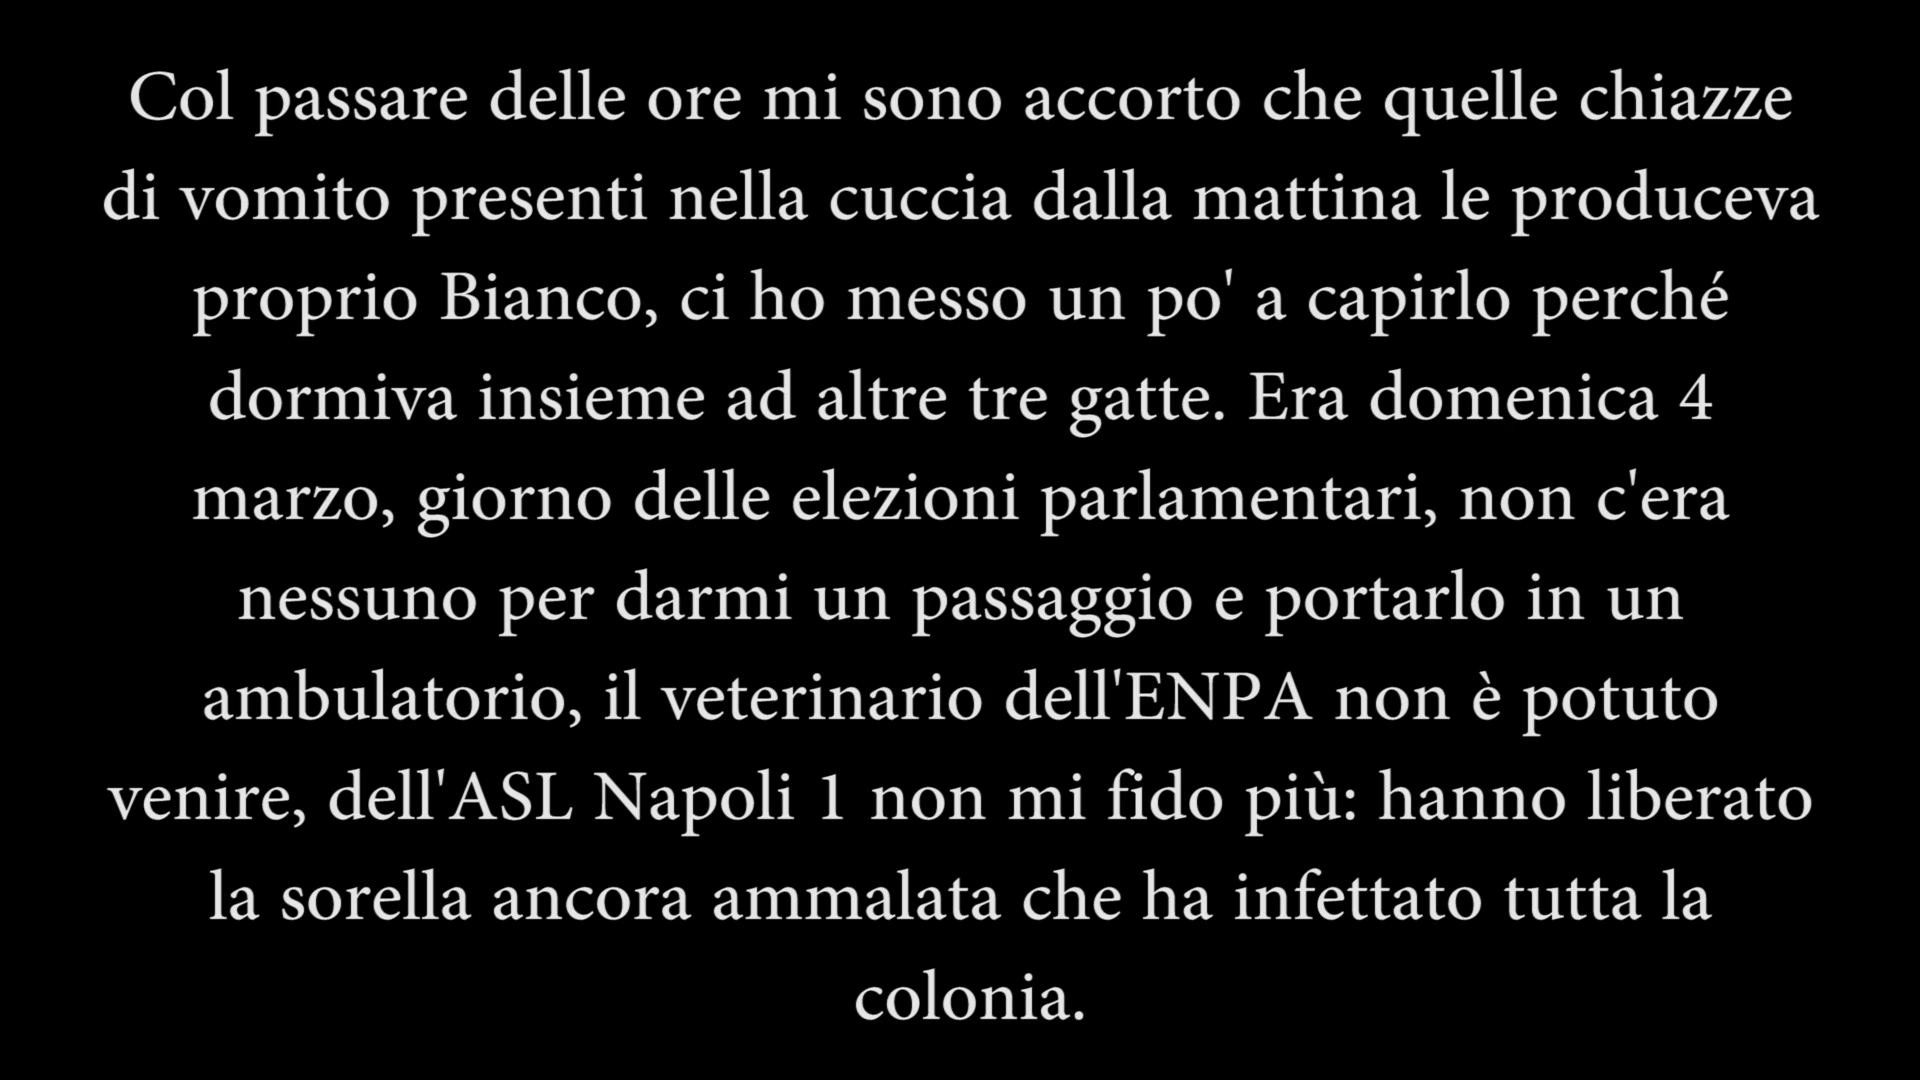 Col passare delle ore mi sono accorto che quelle chiazze
di vomito presenti nella cuccia dalla mattina le produceva
proprio Bianco, ci ho messo un po' a capirlo perché
dormiva insieme ad altre tre gatte. Era domenica 4
marzo, giorno delle elezioni parlamentari, non c'era
nessuno per darmi un passaggio e portarlo in un
ambulatorio, il veterinario dell'ENPA non è potuto
venire, dell'ASL Napoli 1 non mi fido più: hanno liberato
la sorella ancora ammalata che ha infettato tutta la
colonia.